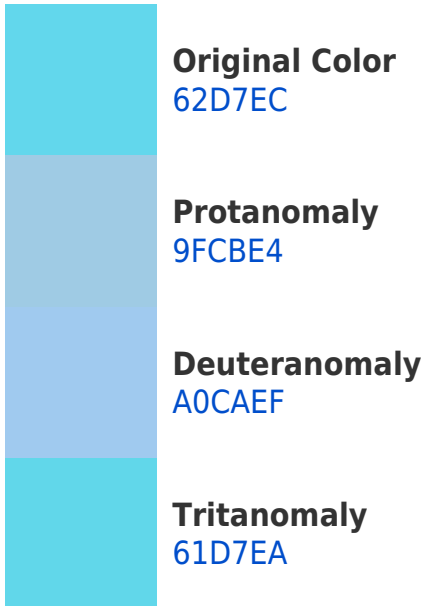 Original Color
62D7EC
Protanomaly
9FCBE4
Deuteranomaly
A0CAEF
Tritanomaly
61D7EA